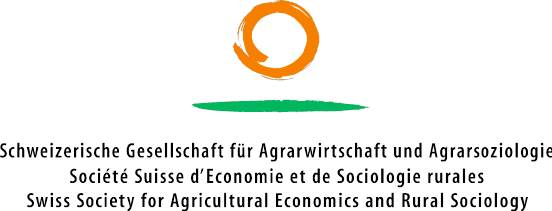 Schweizerische Gesellschaft für Agrarwirtschaft und Agrarsoziologie
Société Suisse d'Economie et de Sociologie rurales
Swiss Society for Agricultural Economics and Rural Sociology